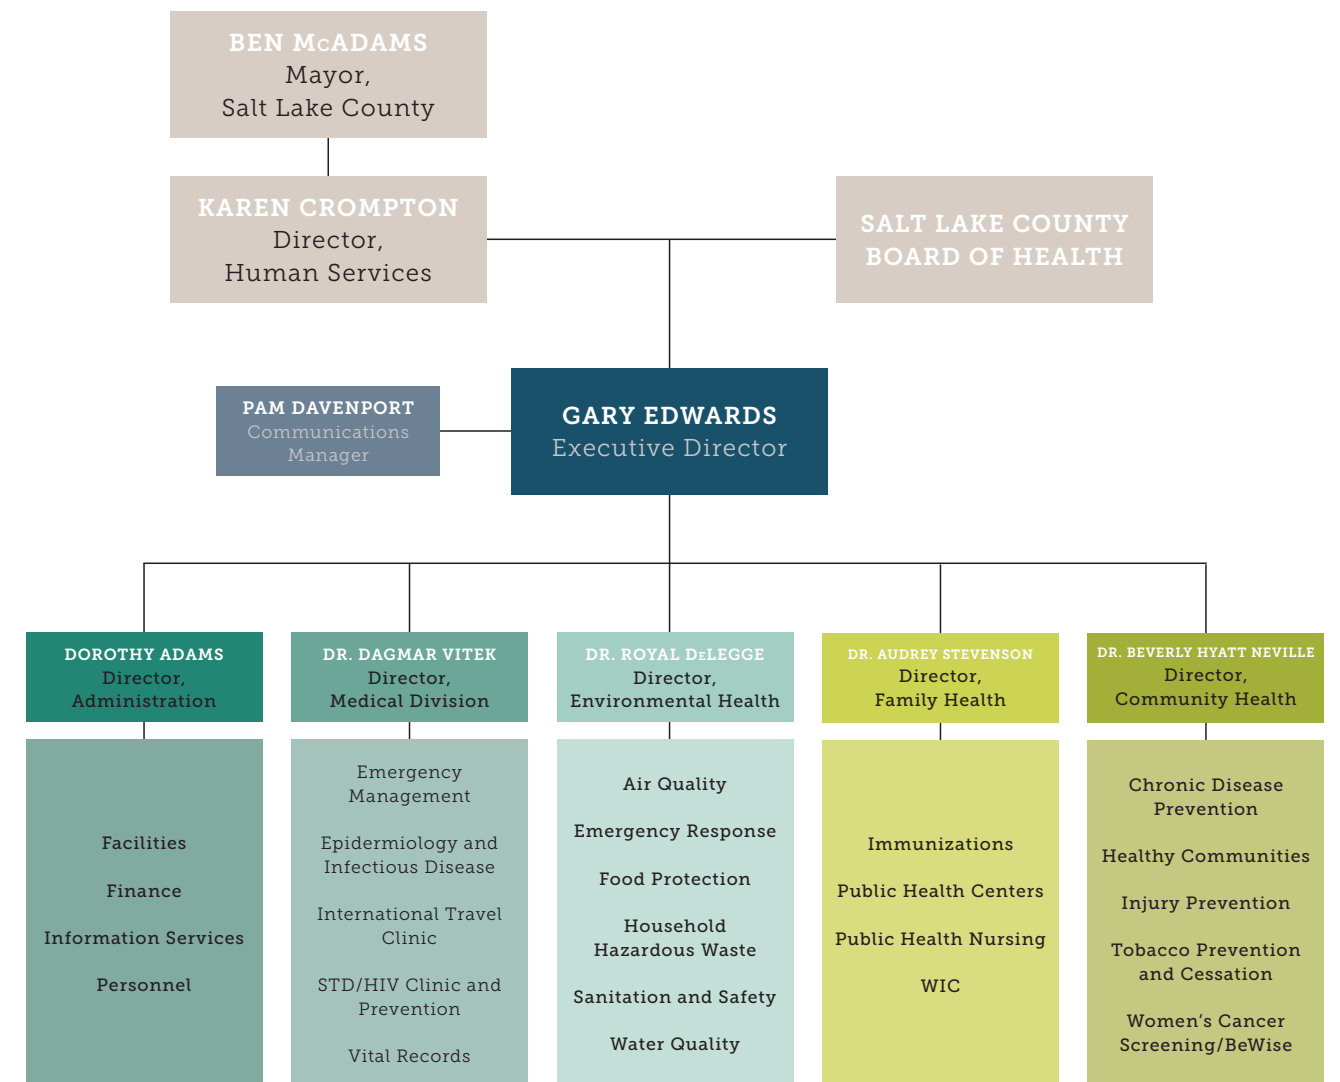 BEN McADAMS
Mayor,
Salt Lake County
KAREN CROMPTON
Director,
Human Services
SALT LAKE COUNTY
BOARD OF HEALTH
PAM DAVENPORT
Communications
Manager
GARY EDWARDS
Executive Director
DOROTHY ADAMS
Director,
Administration
DR. DAGMAR VITEK
Director,
Medical Division
DR. ROYAL DeLEGGE
Director,
Environmental Health
DR. AUDREY STEVENSON
Director,
Family Health
DR. BEVERLY HYATT NEVILLE
Director,
Community Health
Facilities
Finance
Information Services
Personnel
Emergency
Management
Epidermiology and
Infectious Disease
International Travel
Clinic
STD/HIV Clinic and
Prevention
Vital Records
Air Quality
Emergency Response
Food Protection
Household
Hazardous Waste
Sanitation and Safety
Water Quality
Immunizations
Public Health Centers
Public Health Nursing
WIC
Chronic Disease
Prevention
Healthy Communities
Injury Prevention
Tobacco Prevention
and Cessation
Women's Cancer
Screening/BeWise